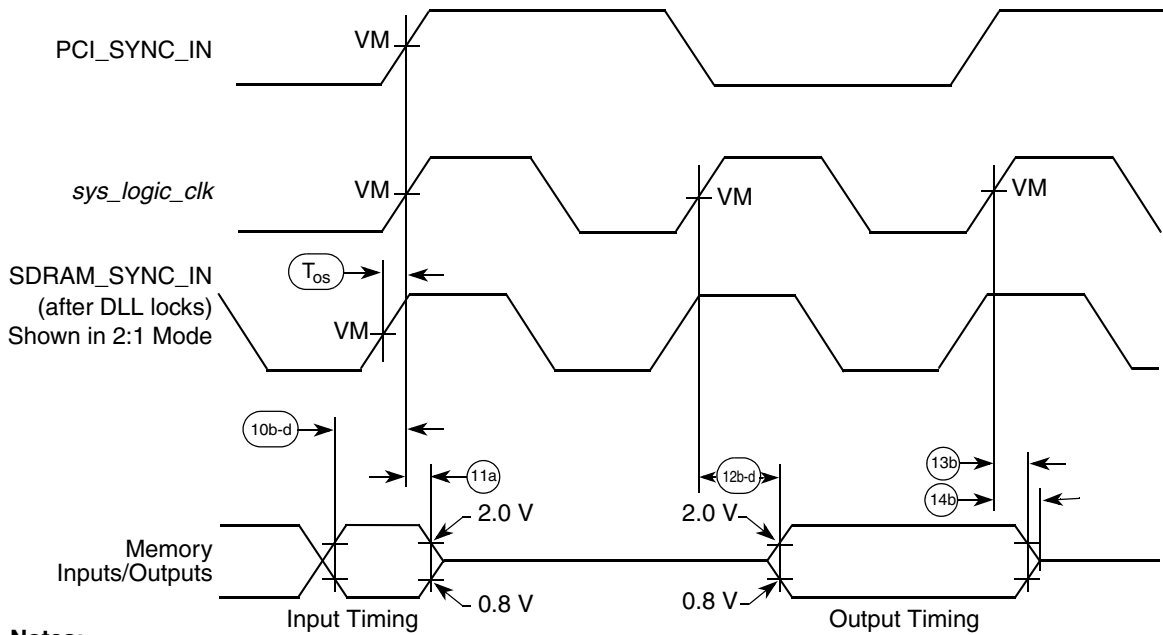 PCI_SYNC_IN
VM
sys_logic_clk
VM
VM
VM
SDRAM_SYNC_IN
(after DLL locks)
Shown in 2:1 Mode
Tos
VM
10b-d
11a
12b-d
13b
14b
2.0 V
2.0 V
Memory
Inputs/Outputs
0.8 V
0.8 V
Input Timing
Output Timing
Notes: